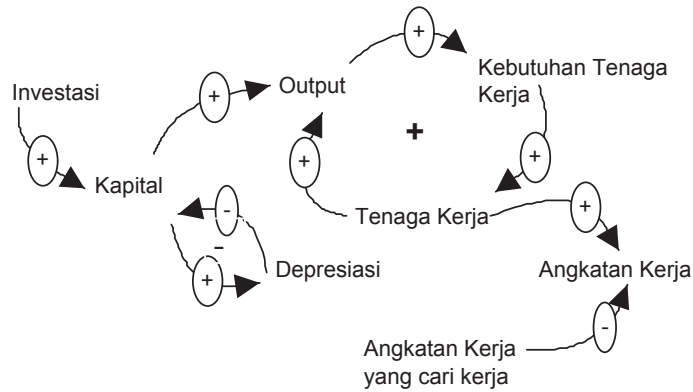 +
Output
Kebutuhan Tenaga
Kerja
Investasi
+
+
+
+
+
+
Kapital
Tenaga Kerja
-
+
-
+
Depresiasi
Angkatan Kerja
-
Angkatan Kerja
yang cari kerja